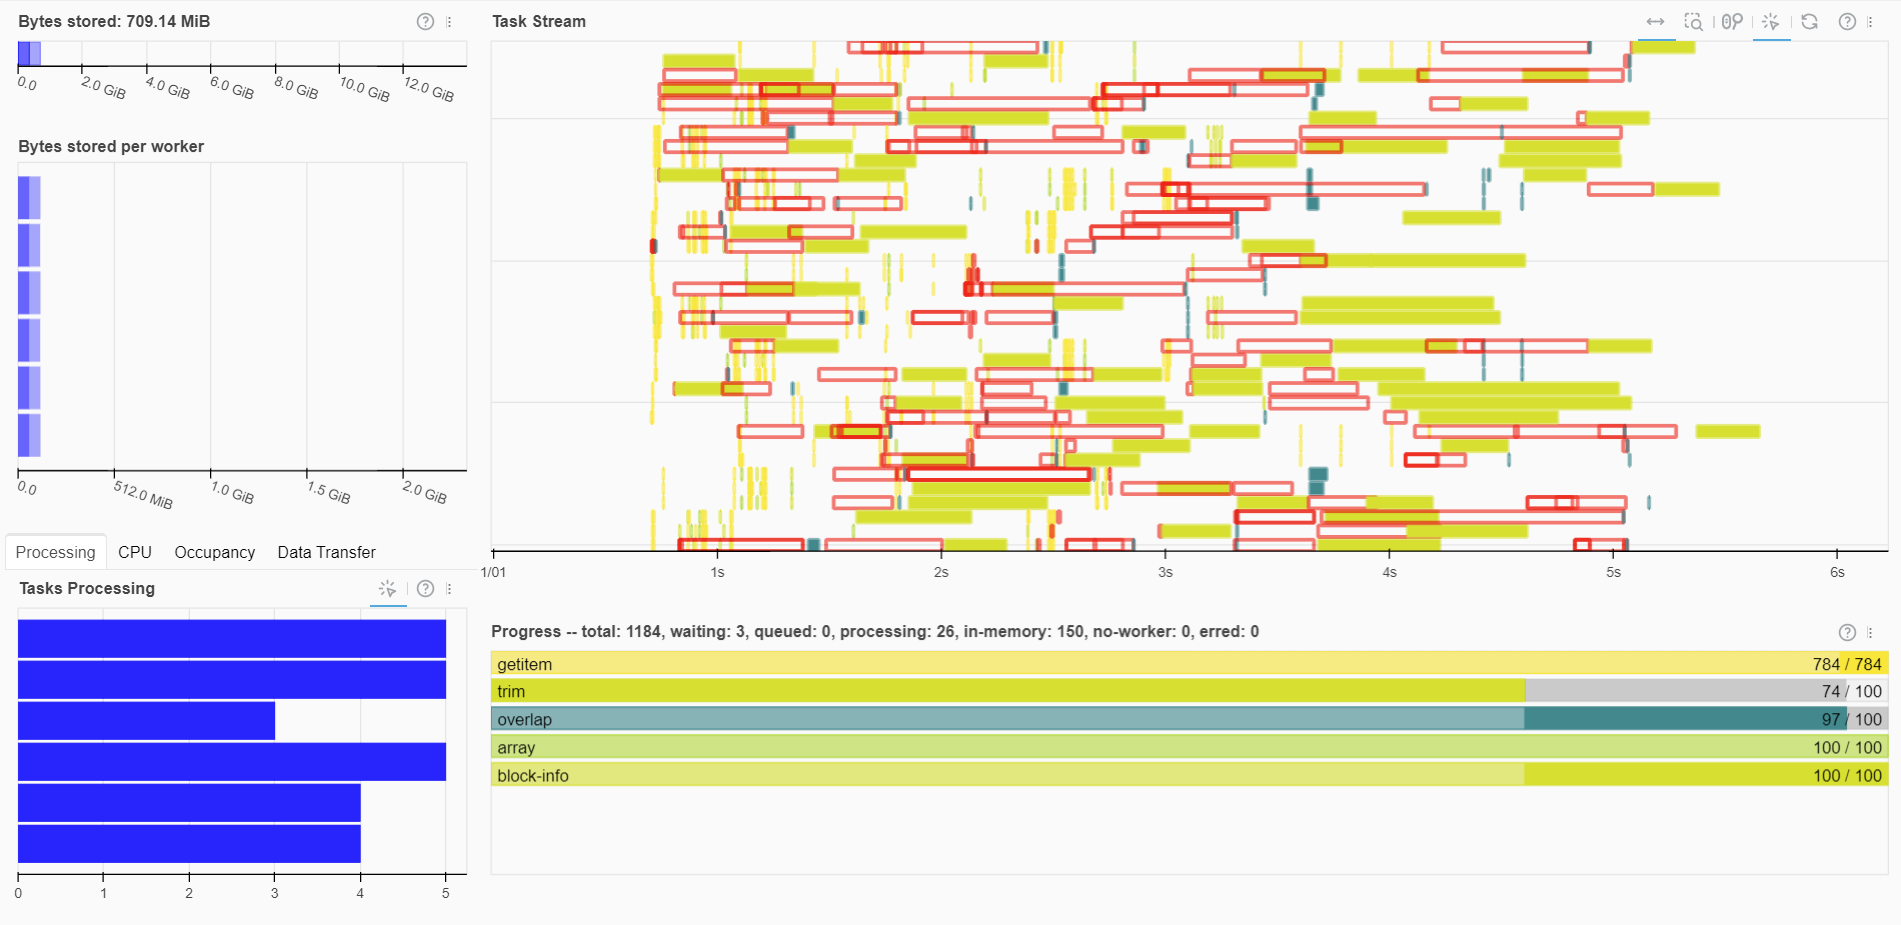 Bytes stored: 709.14 MiB
0.0 2.0 GiB 4.0 GiB 6.0 GiB 8.0 GiB 10.0 GiB 12.0 GiB
Bytes stored per worker
0.0 512.0 MiB 1.0 GiB 1.5 GiB 2.0 GiB
Processing CPU Occupancy Data Transfer
Tasks Processing
0 1 2 3 4 5
Task Stream
1/01 1s 2s 3s 4s 5s 6s
Progress -- total: 1184, waiting: 3, queued: 0, processing: 26, in-memory: 150, no-worker: 0, erred: 0
getitem 784 / 784
trim 74 / 100
overlap 97 / 100
array 100 / 100
block-info 100 / 100